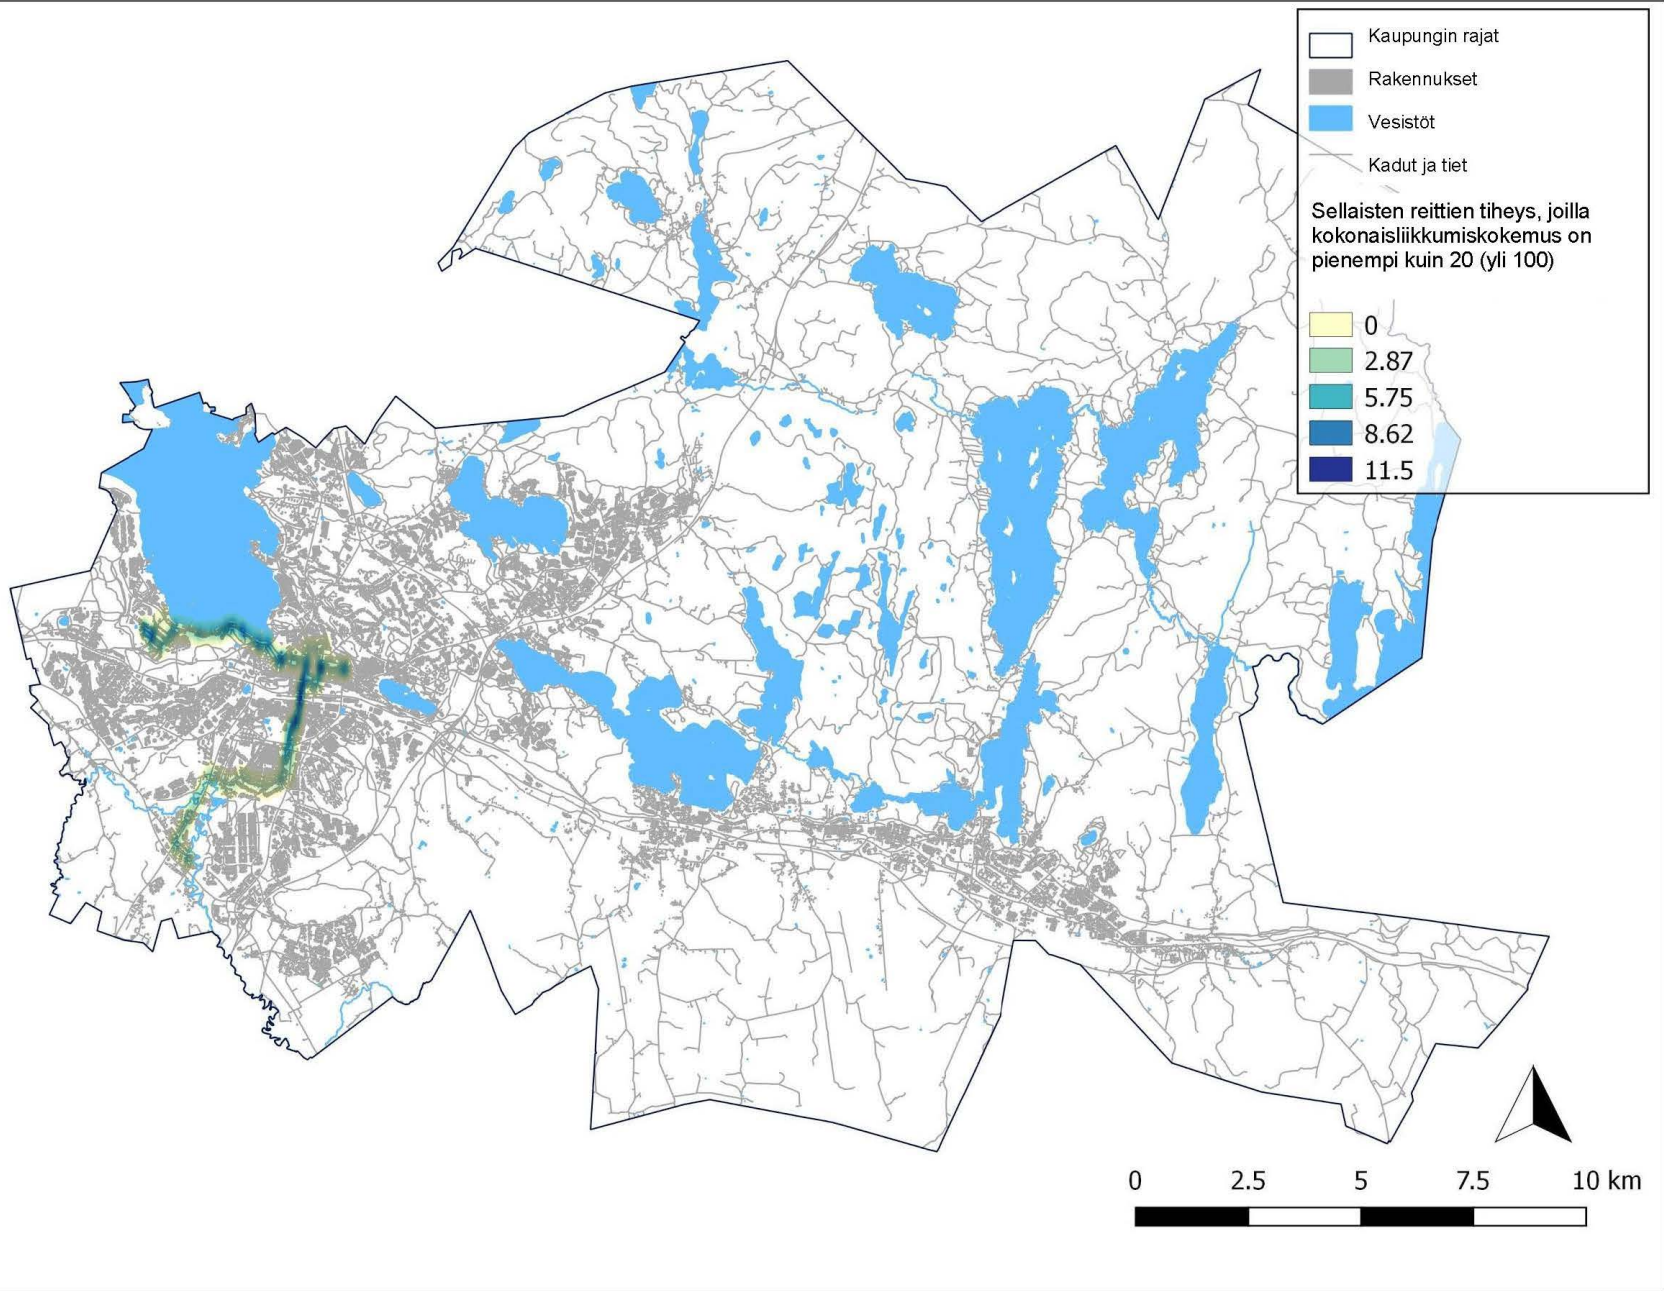 Kaupungin rajat
Rakennukset
Vesistöt
Kadut ja tiet
Sellaisten reittien tiheys, joilla
kokonaisliikkumiskokemus on
pienempi kuin 20 (yli 100)
0
2.87
5.75
8.62
11.5
0 2.5 5 7.5 10 km